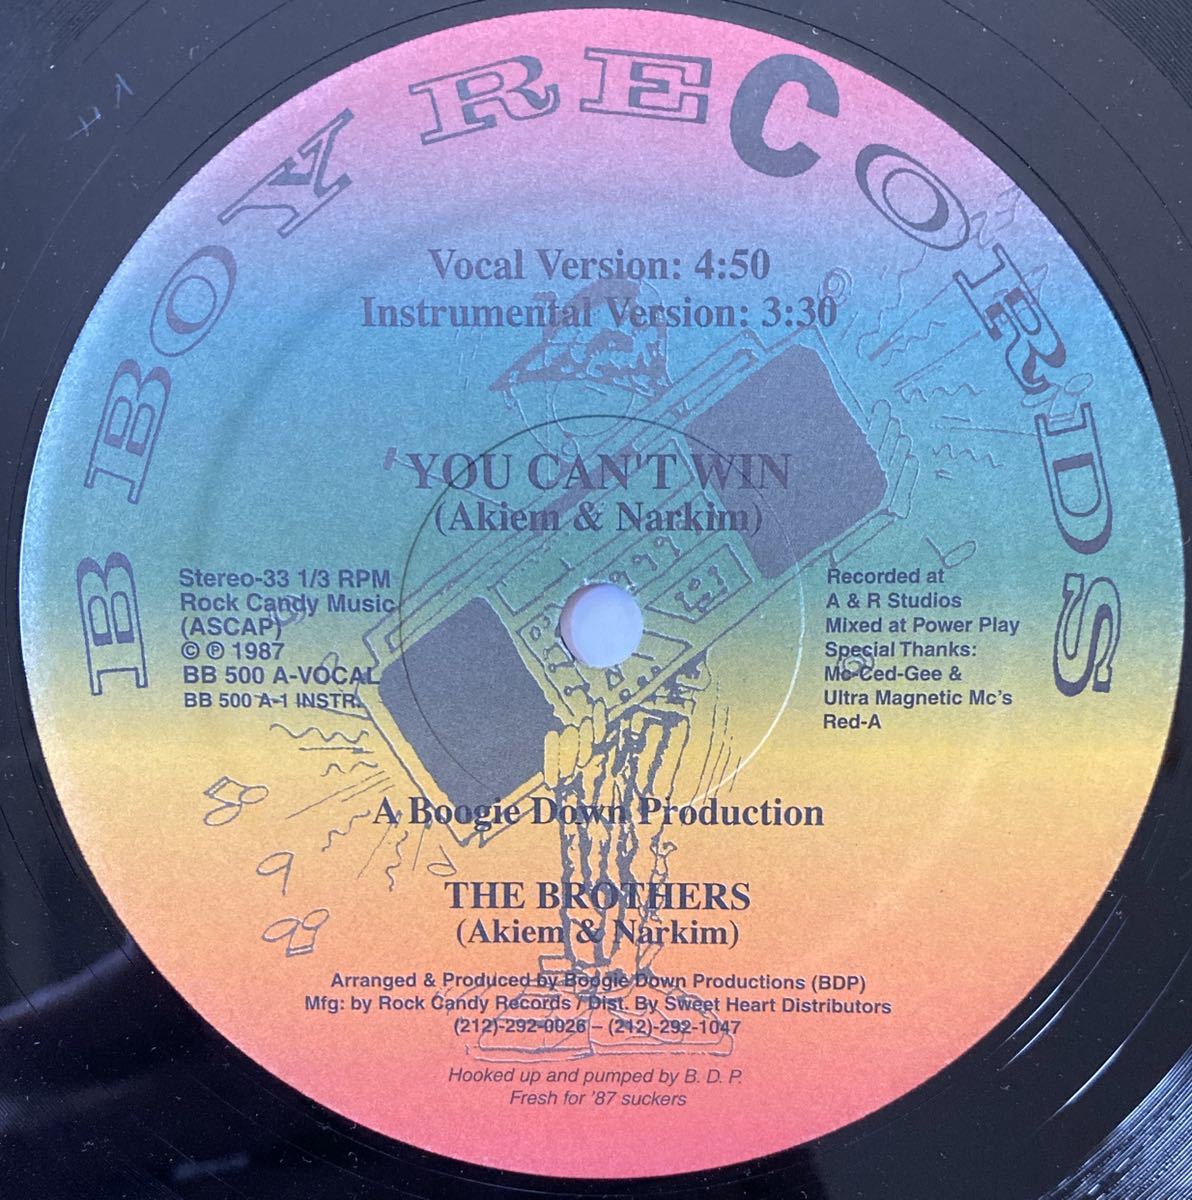 B BOY RECORDS
Vocal Version: 4:50
Instrumental Version: 3:30
YOU CAN'T WIN
(Akiem & Narkim)
Stereo-33 1/3 RPM
Rock Candy Music
(ASCAP)
© ℗ 1987
BB 500 A-VOCAL
BB 500 A-1 INSTR.
Recorded at
A & R Studios
Mixed at Power Play
Special Thanks:
Mc-Ced-Gee &
Ultra Magnetic Mc's
Red-A
A Boogie Down Production
THE BROTHERS
(Akiem & Narkim)
Arranged & Produced by Boogie Down Productions (BDP)
Mfg: by Rock Candy Records / Dist. By Sweet Heart Distributors
(212)-292-0026 – (212)-292-1047
Hooked up and pumped by B. D. P.
Fresh for '87 suckers